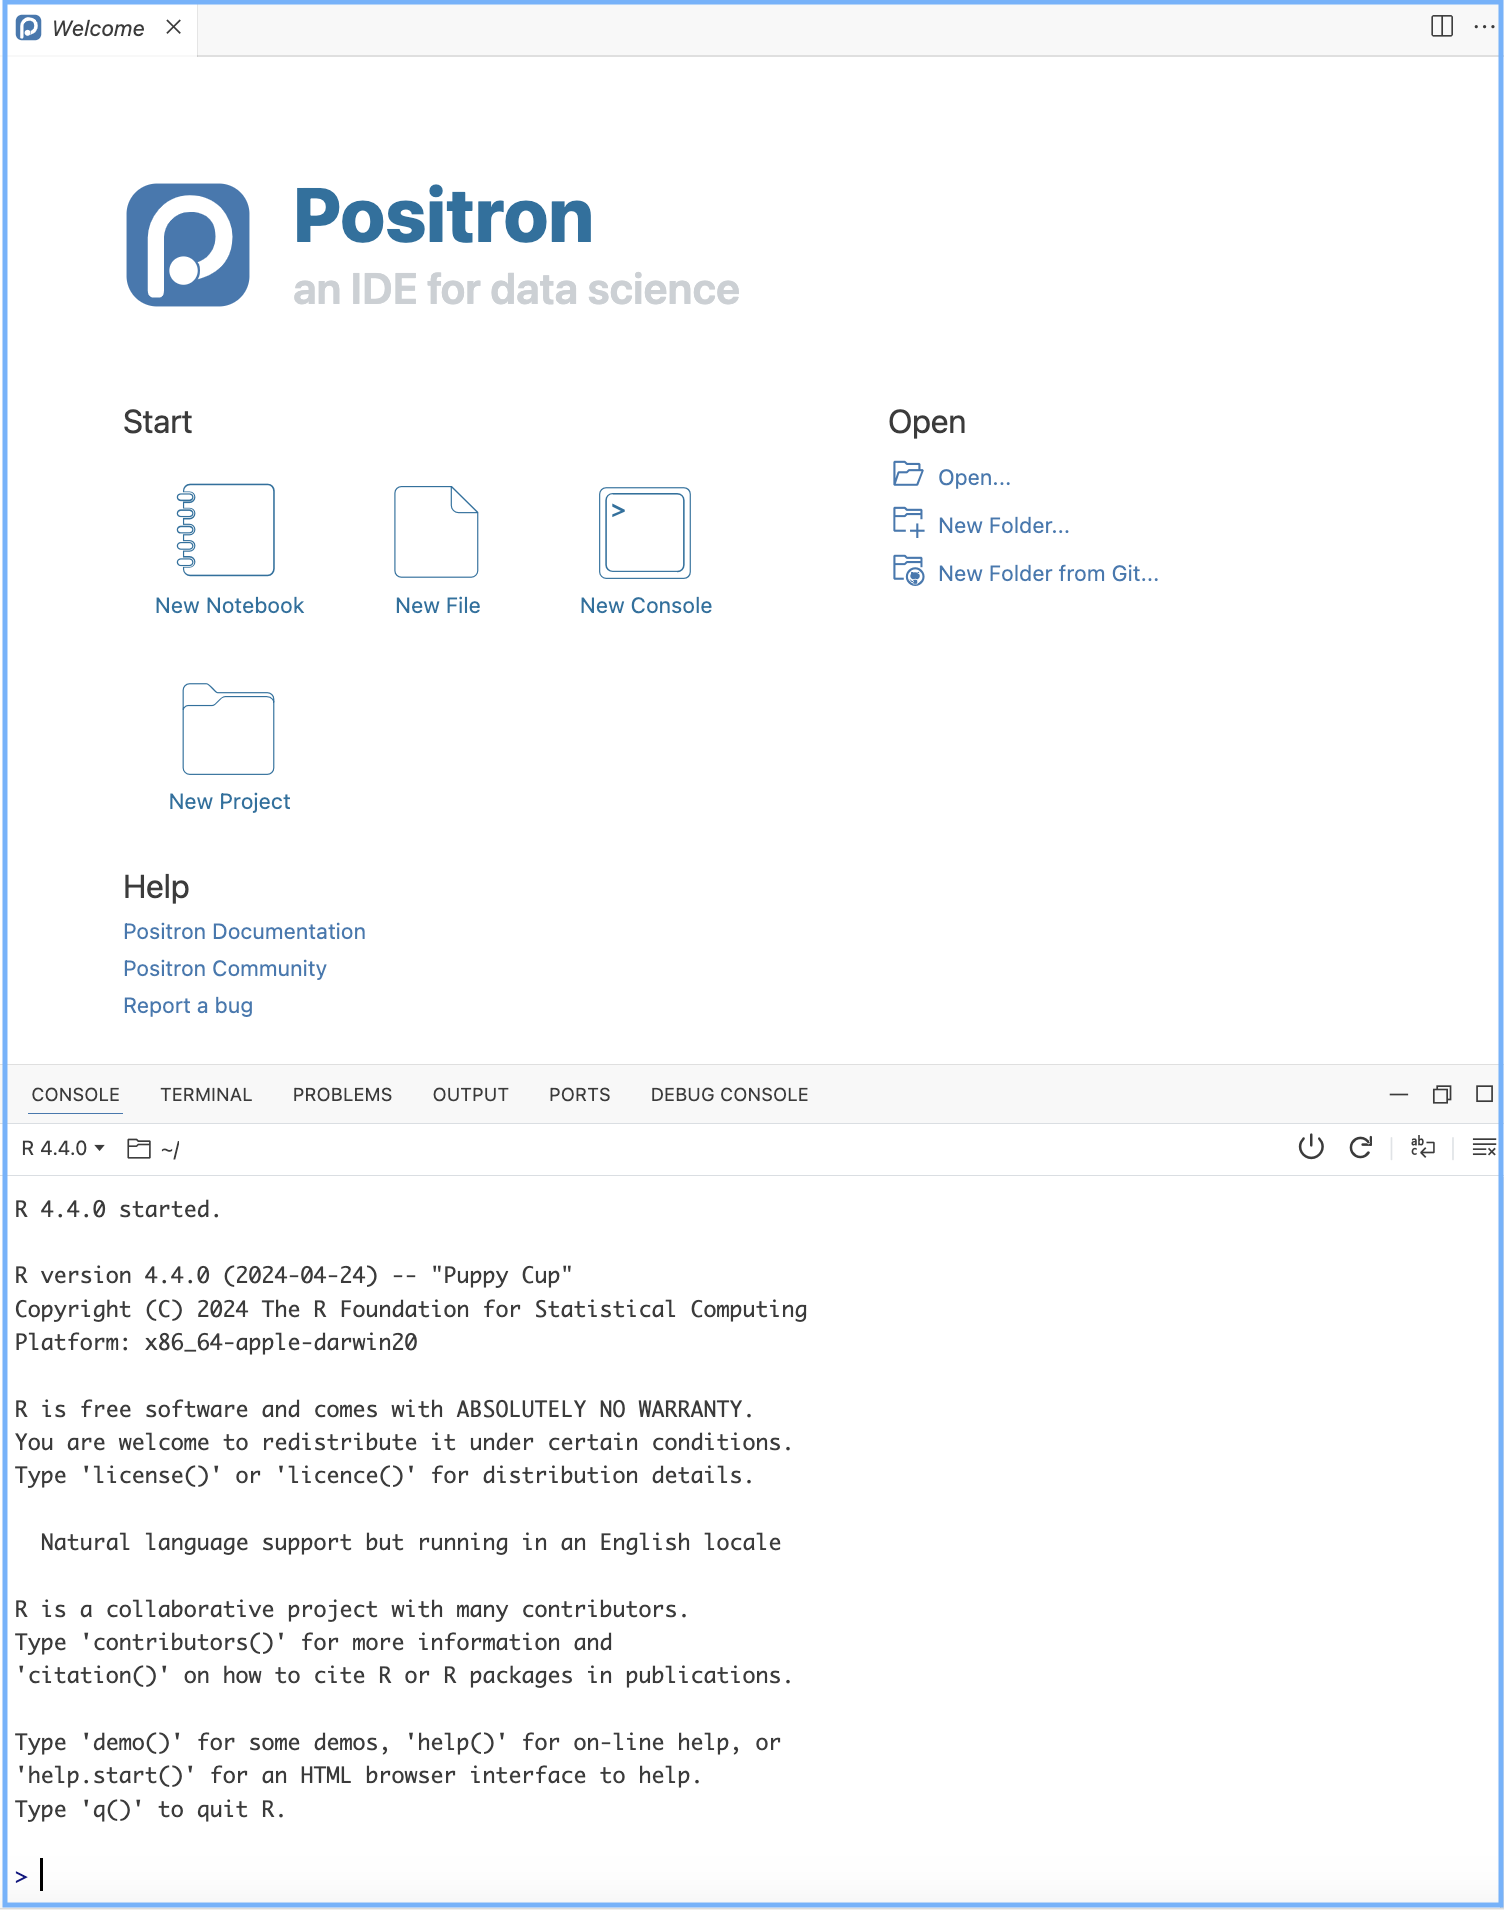 Welcome
Positron
an IDE for data science
Start
New Notebook
New File
New Console
New Project
Open
Open...
New Folder...
New Folder from Git...
Help
Positron Documentation
Positron Community
Report a bug
CONSOLE TERMINAL PROBLEMS OUTPUT PORTS DEBUG CONSOLE
R 4.4.0 ~/
R 4.4.0 started.
R version 4.4.0 (2024-04-24) -- "Puppy Cup"
Copyright (C) 2024 The R Foundation for Statistical Computing
Platform: x86_64-apple-darwin20
R is free software and comes with ABSOLUTELY NO WARRANTY.
You are welcome to redistribute it under certain conditions.
Type 'license()' or 'licence()' for distribution details.
Natural language support but running in an English locale
R is a collaborative project with many contributors.
Type 'contributors()' for more information and
'citation()' on how to cite R or R packages in publications.
Type 'demo()' for some demos, 'help()' for on-line help, or
'help.start()' for an HTML browser interface to help.
Type 'q()' to quit R.
>